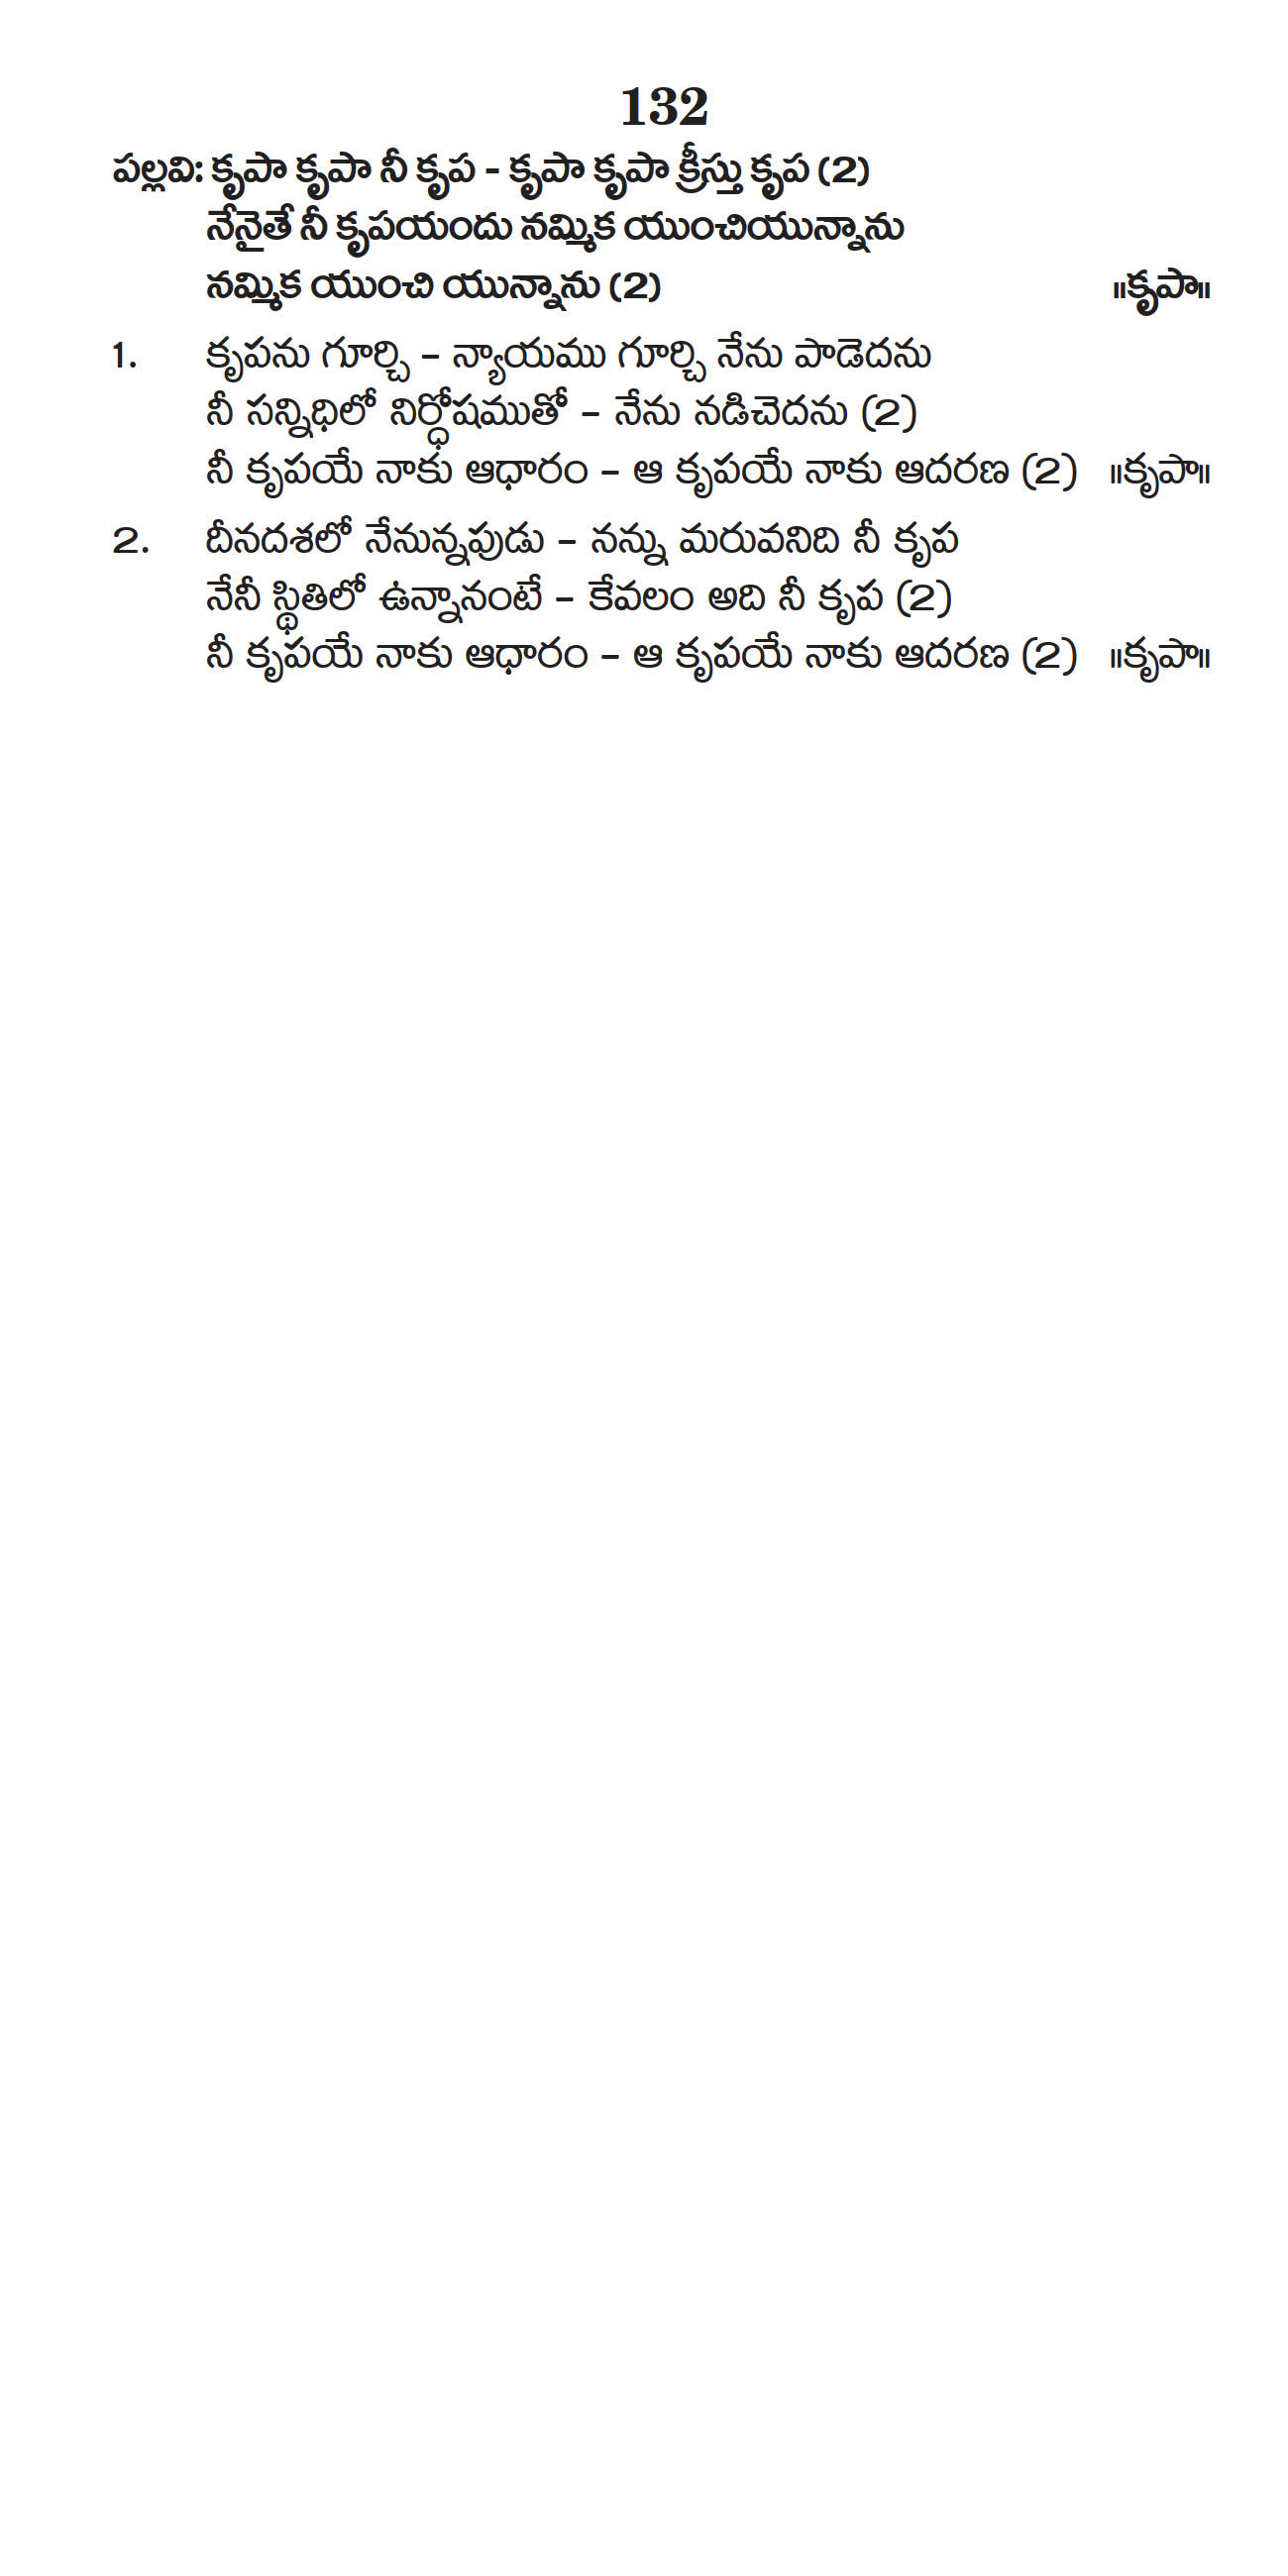 132
పల్లవి: కృపా కృపా నీ కృప - కృపా కృపా క్రీస్తు కృప (2)
నేనైతే నీ కృపయందు నమ్మిక యుంచియున్నాను
నమ్మిక యుంచి యున్నాను (2) ॥కృపా॥
1. కృపను గూర్చి - న్యాయము గూర్చి నేను పాడెదను
నీ సన్నిధిలో నిర్ధోషముతో - నేను నడిచెదను (2)
నీ కృపయే నాకు ఆధారం - ఆ కృపయే నాకు ఆదరణ (2) ॥కృపా॥
2. దీనదశలో నేనున్నపుడు - నన్ను మరువనిది నీ కృప
నేనీ స్థితిలో ఉన్నానంటే - కేవలం అది నీ కృప (2)
నీ కృపయే నాకు ఆధారం - ఆ కృపయే నాకు ఆదరణ (2) ॥కృపా॥